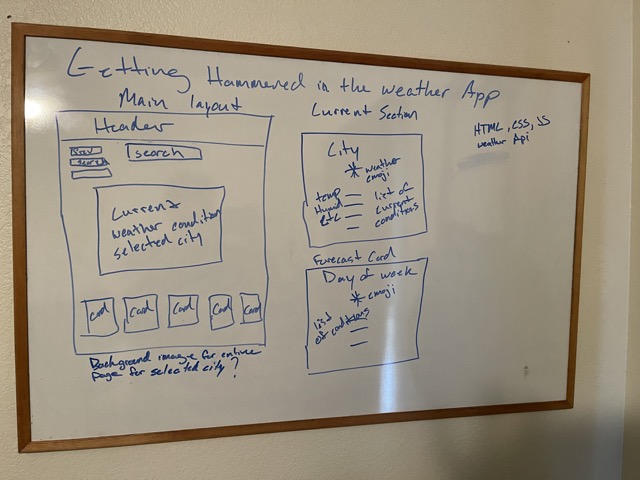 Getting Hammered in the weather App
Main layout
Header
Prev
search
search
Current
weather condition
selected city
Card
Card
Card
Card
Card
Background image for entire
page for selected city?
Current Section
City
weather
emoji
temp
Humid
Etc
list of
current
conditions
Forecast Card
Day of week
emoji
list
of conditions
HTML, CSS, JS
weather Api